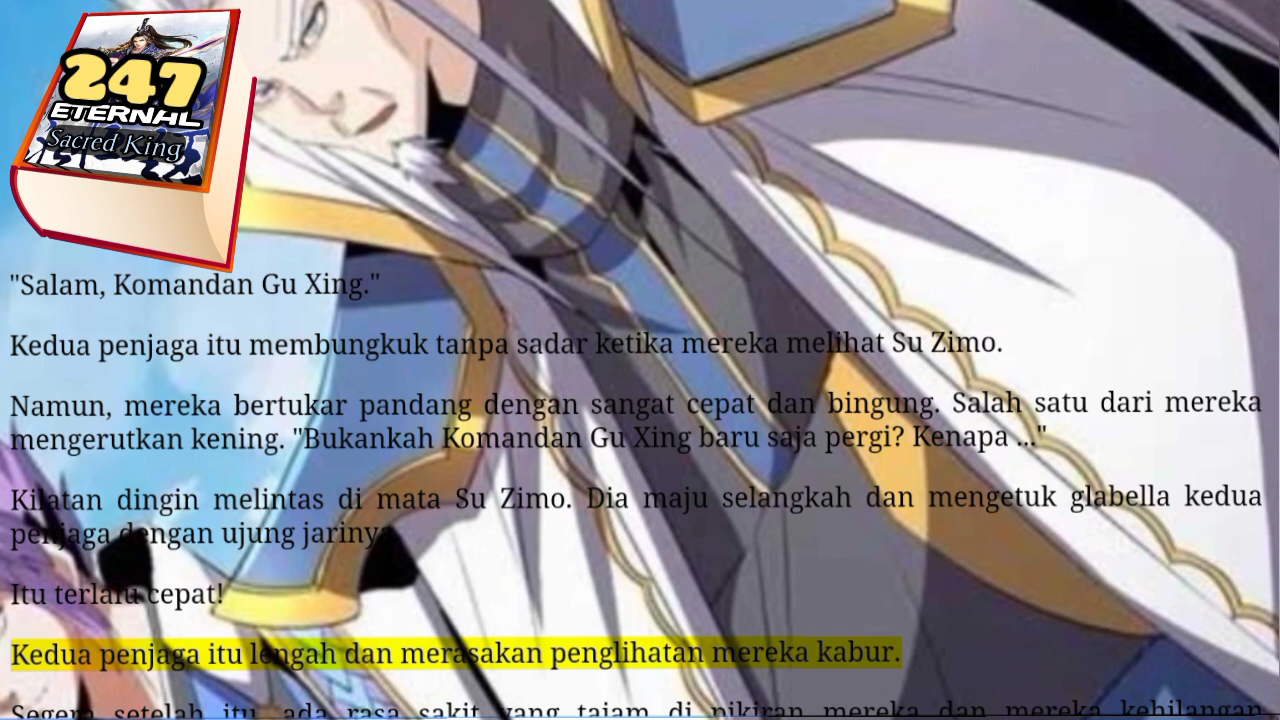 247
ETERNAL
Sacred King
"Salam, Komandan Gu Xing."
Kedua penjaga itu membungkuk tanpa sadar ketika mereka melihat Su Zimo.
Namun, mereka bertukar pandang dengan sangat cepat dan bingung. Salah satu dari mereka
mengerutkan kening. "Bukankah Komandan Gu Xing baru saja pergi? Kenapa ..."
Kilatan dingin melintas di mata Su Zimo. Dia maju selangkah dan mengetuk glabella kedua
penjaga dengan ujung jarinya
Itu terlalu cepat!
Kedua penjaga itu lengah dan merasakan penglihatan mereka kabur.
Segera setelah itu, ada rasa sakit yang tajam di pikiran mereka dan mereka kehilangan